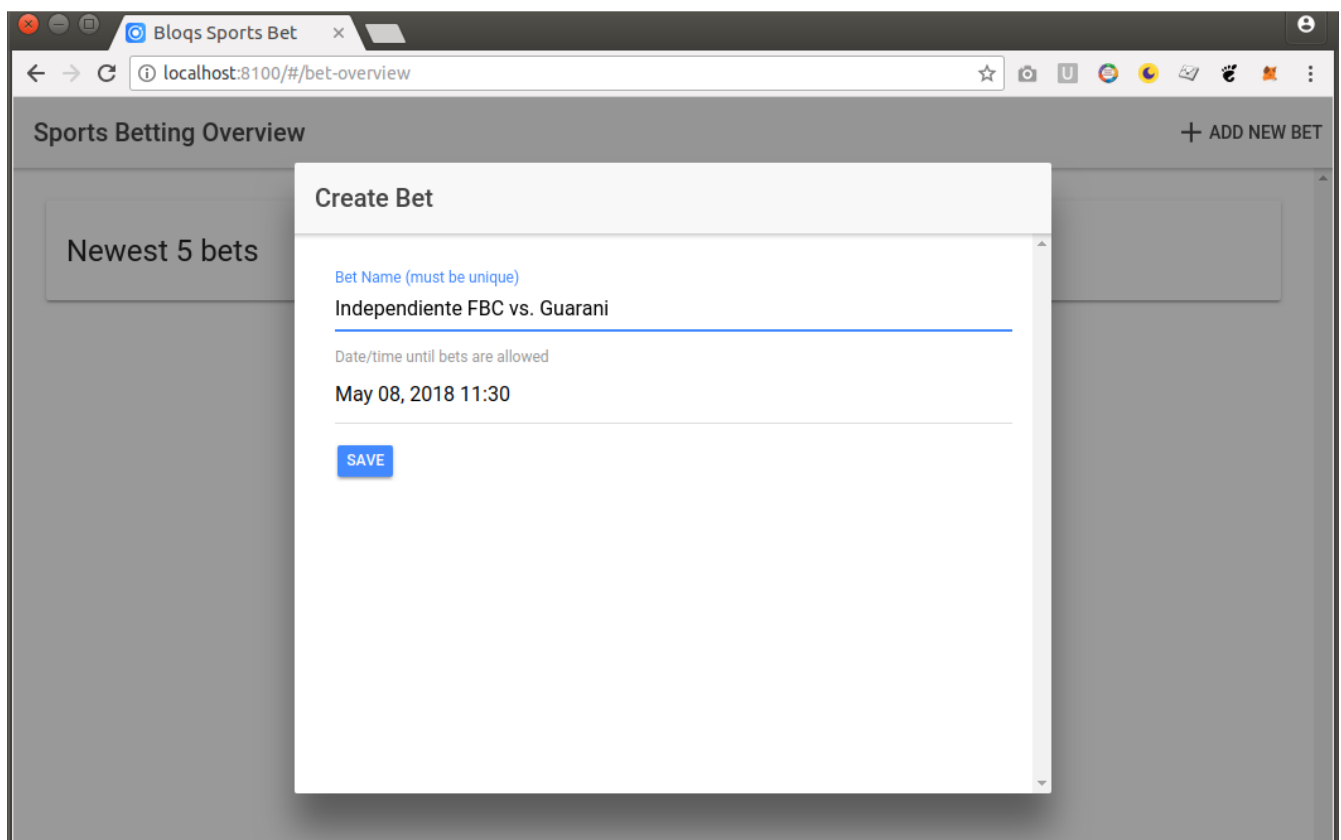 Bloqs Sports Bet
localhost:8100/#/bet-overview
Sports Betting Overview
ADD NEW BET
Newest 5 bets
Create Bet
Bet Name (must be unique)
Independiente FBC vs. Guarani
Date/time until bets are allowed
May 08, 2018 11:30
SAVE